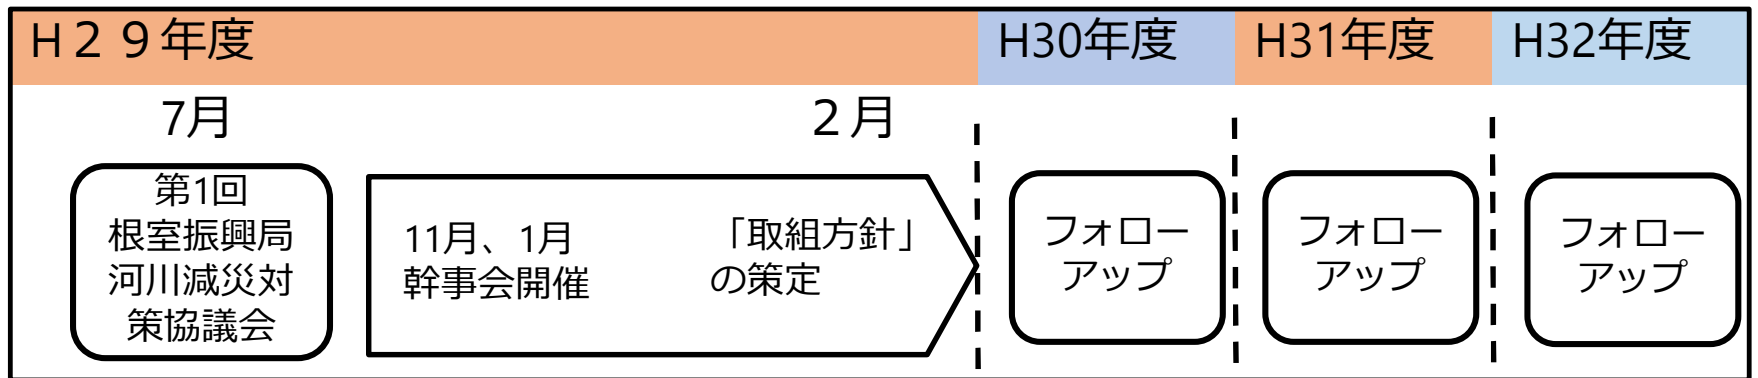 H２９年度
H30年度
H31年度
H32年度
7月
２月
第1回
根室振興局
河川減災対
策協議会
11月、1月
幹事会開催
「取組方針」
の策定
フォロー
アップ
フォロー
アップ
フォロー
アップ